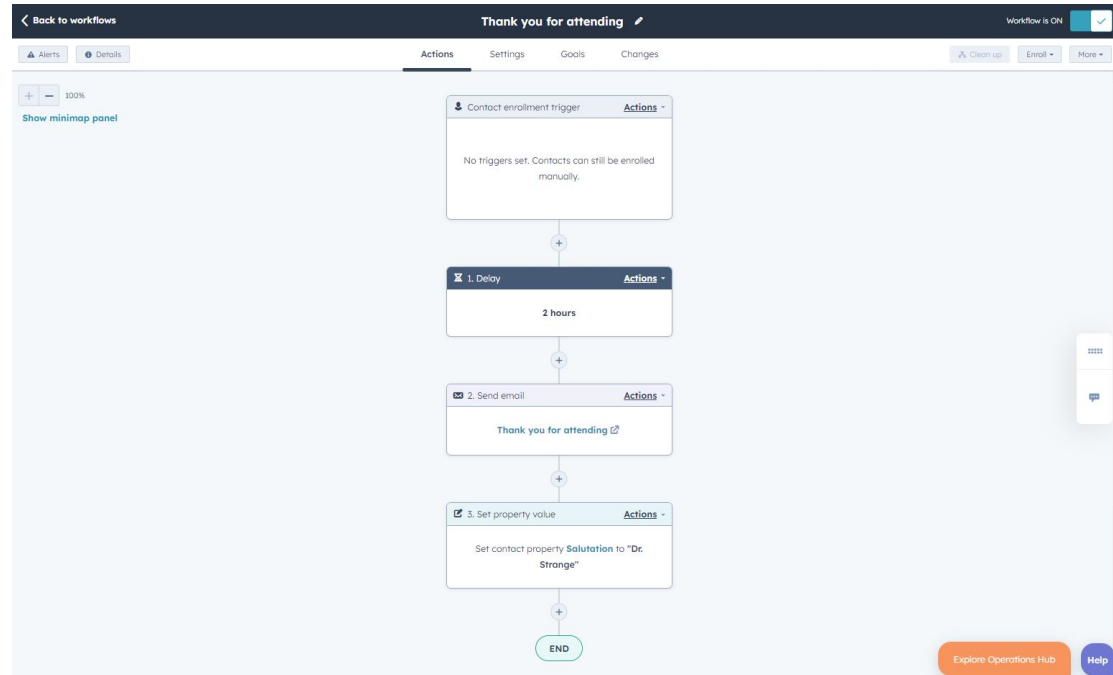 Back to workflows
Thank you for attending
Workflow is ON
Alerts
Details
Actions
Settings
Goals
Changes
Clean up
Enroll
More
100%
Show minimap panel
Contact enrollment trigger
Actions
No triggers set. Contacts can still be enrolled
manually.
1. Delay
Actions
2 hours
2. Send email
Actions
Thank you for attending
3. Set property value
Actions
Set contact property Salutation to "Dr.
Strange"
END
Explore Operations Hub
Help